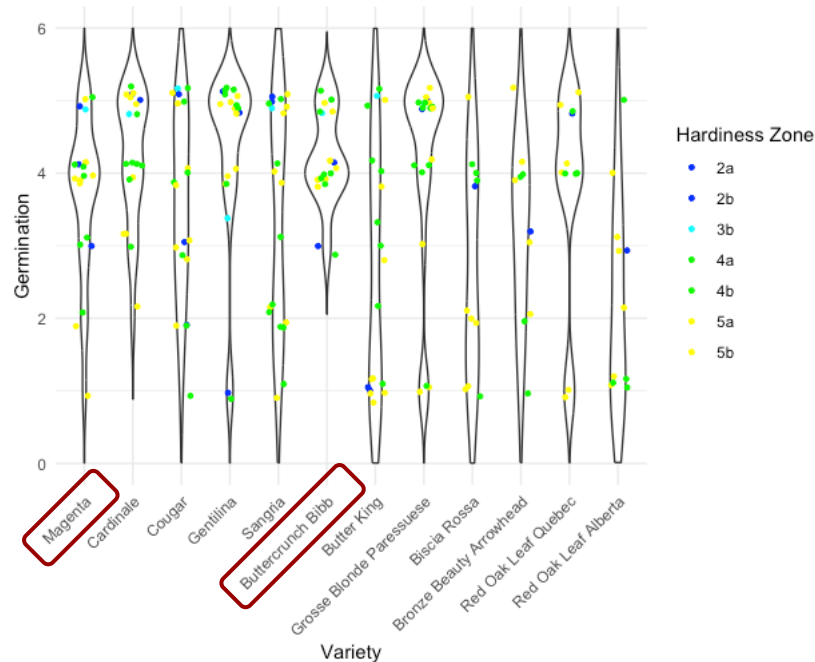 6
4
2
0
Germination
Magenta
Cardinale
Cougar
Gentilina
Sangria
Buttercrunch Bibb
Butter King
Grosse Blonde Paressuese
Biscia Rossa
Bronze Beauty Arrowhead
Red Oak Leaf Quebec
Red Oak Leaf Alberta
Variety
Hardiness Zone
2a
2b
3b
4a
4b
5a
5b